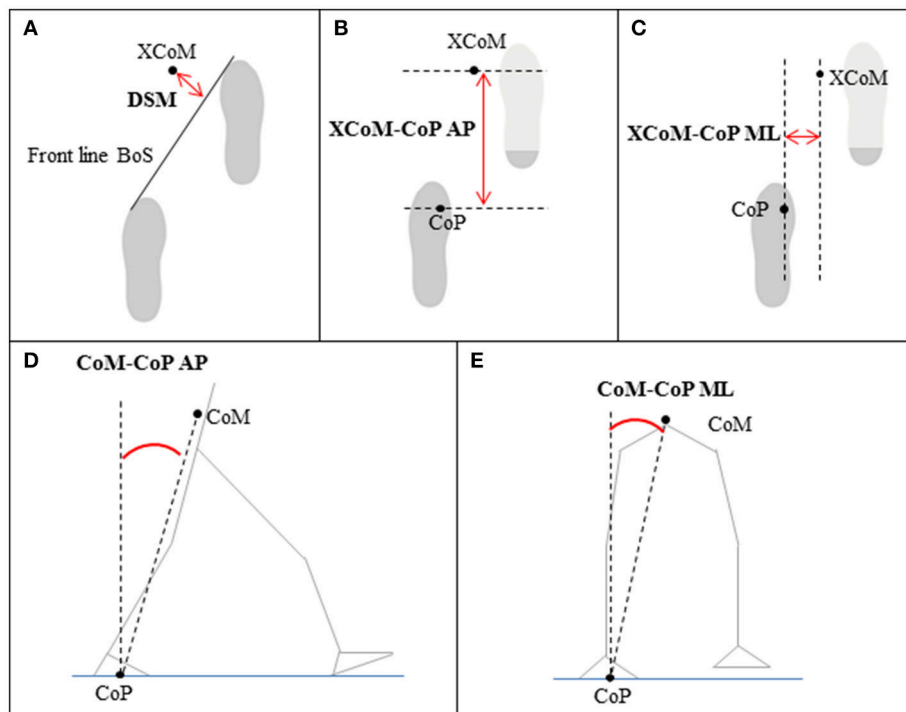 A
XCoM
DSM
Front line BoS
B
XCoM
XCoM-CoP AP
CoP
C
XCoM
XCoM-CoP ML
CoP
D
CoM-CoP AP
CoM
CoP
E
CoM-CoP ML
CoM
CoP